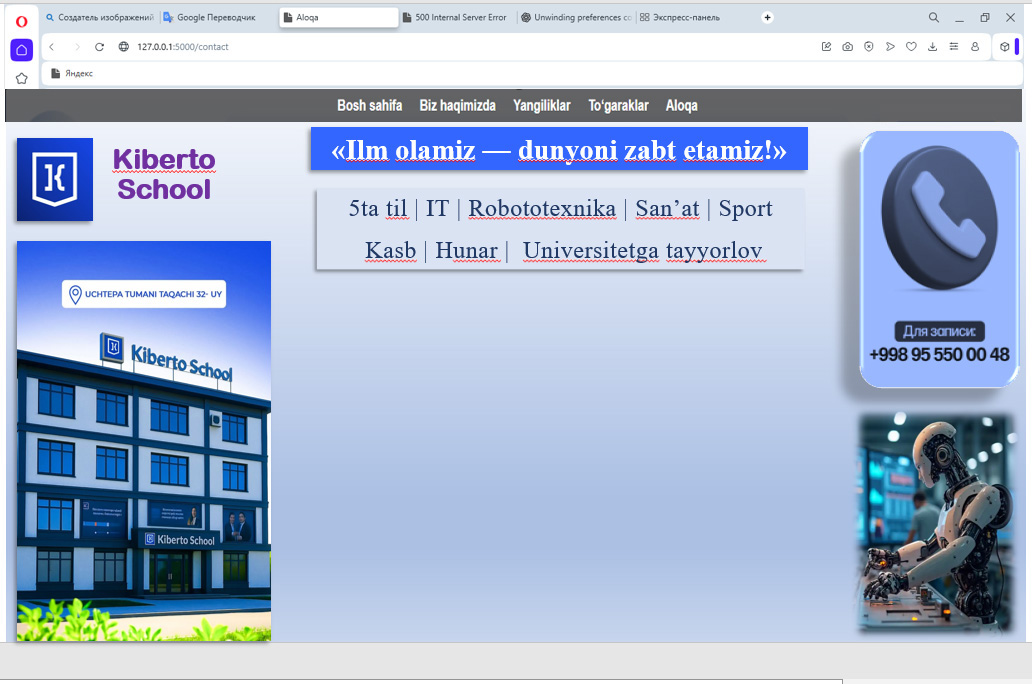 Создать изображений
Google Переводчик
Aloqa
500 Internal Server Error
Unwinding preferences co
Экспресс-панель
127.0.0.1:5000/contact
Яндекс
Bosh sahifa Biz haqimizda Yangiliklar To‘garaklar Aloqa
Kiberto
School
«Ilm olamiz — dunyoni zabt etamiz!»
5ta til | IT | Robototexnika | San’at | Sport
Kasb | Hunar | Universitetga tayyorlov
UCHTEPA TUMANI TAQACHI 32- UY
Kiberto School
Kiberto School
Для записи:
+998 95 550 00 48